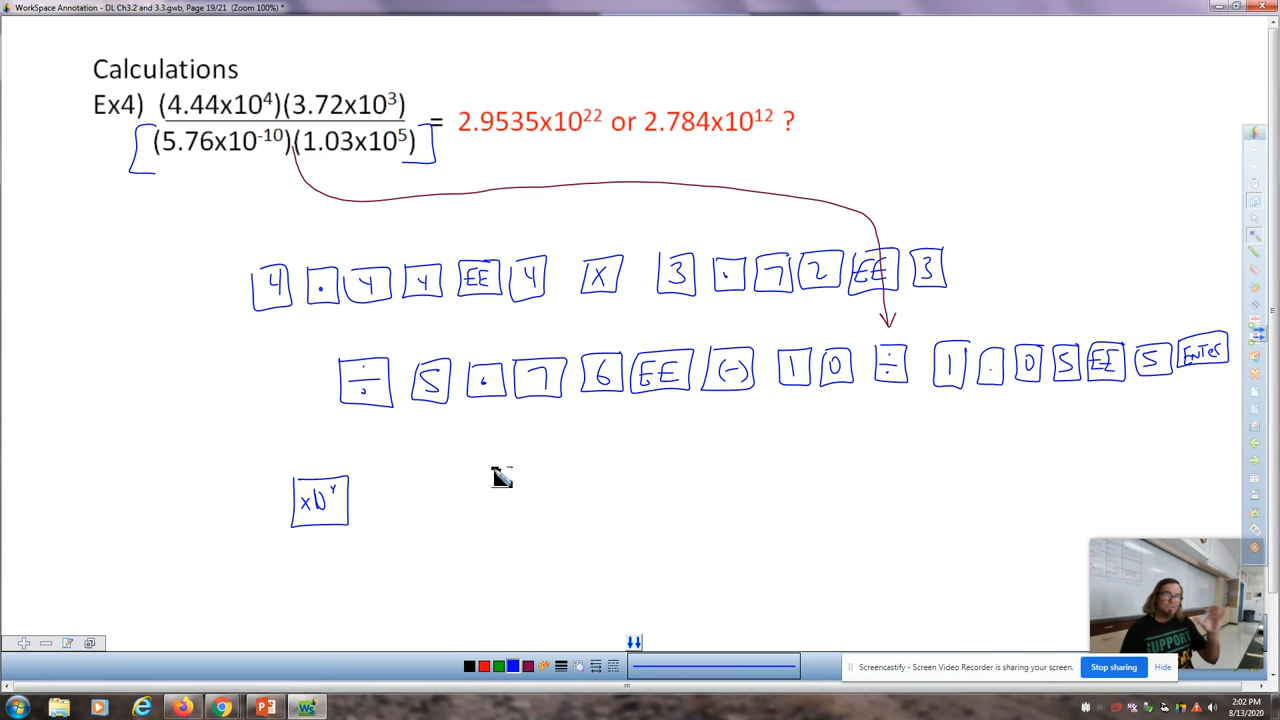 WorkSpace Annotation - DL Ch3.2 and 3.3.gwb, Page 19/21 (Zoom 100%) *
Calculations
Ex4) (4.44x10⁴)(3.72x10³)
(5.76x10⁻¹⁰)(1.03x10⁵)
= 2.9535x10²² or 2.784x10¹² ?
4 . 4 4 EE 4 X 3 . 7 2 EE 3
÷ 5 . 7 6 EE (-) 1 0 ÷ 1 . 0 5 EE 5 ENTER
x10ʸ
SUPPORT
Screencastify - Screen Video Recorder is sharing your screen.
Stop sharing
Hide
2:02 PM
8/13/2020